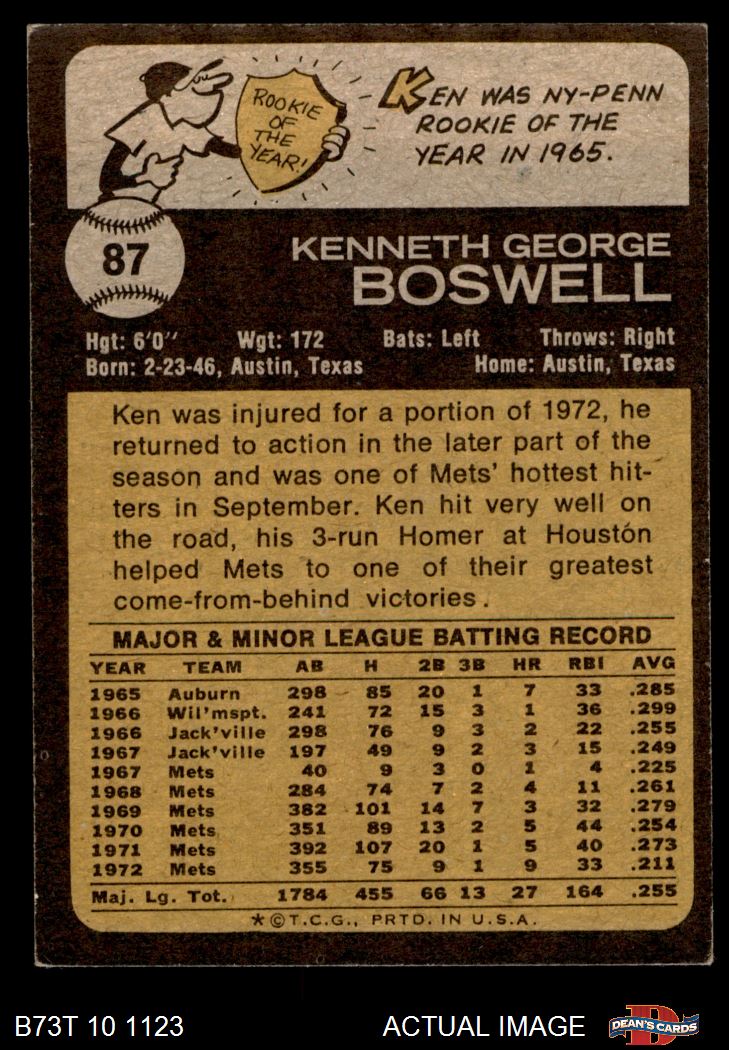 ROOKIE
OF
THE
YEAR!
KEN WAS NY-PENN
ROOKIE OF THE
YEAR IN 1965.
87
KENNETH GEORGE
BOSWELL
Hgt: 6'0" Wgt: 172 Bats: Left Throws: Right
Born: 2-23-46, Austin, Texas Home: Austin, Texas
Ken was injured for a portion of 1972, he
returned to action in the later part of the
season and was one of Mets' hottest hit-
ters in September. Ken hit very well on
the road, his 3-run Homer at Houston
helped Mets to one of their greatest
come-from-behind victories.
MAJOR & MINOR LEAGUE BATTING RECORD
YEAR TEAM AB H 2B 3B HR RBI AVG
1965 Auburn 298 85 20 1 7 33 .285
1966 Wil'mspt. 241 72 15 3 1 36 .299
1966 Jack'ville 298 76 9 3 2 22 .255
1967 Jack'ville 197 49 9 2 3 15 .249
1967 Mets 40 9 3 0 1 4 .225
1968 Mets 284 74 7 2 4 11 .261
1969 Mets 382 101 14 7 3 32 .279
1970 Mets 351 89 13 2 5 44 .254
1971 Mets 392 107 20 1 5 40 .273
1972 Mets 355 75 9 1 9 33 .211
Maj. Lg. Tot. 1784 455 66 13 27 164 .255
*©T.C.G., PRTD. IN U.S.A.
B73T 10 1123 ACTUAL IMAGE
D
DEAN'S CARDS